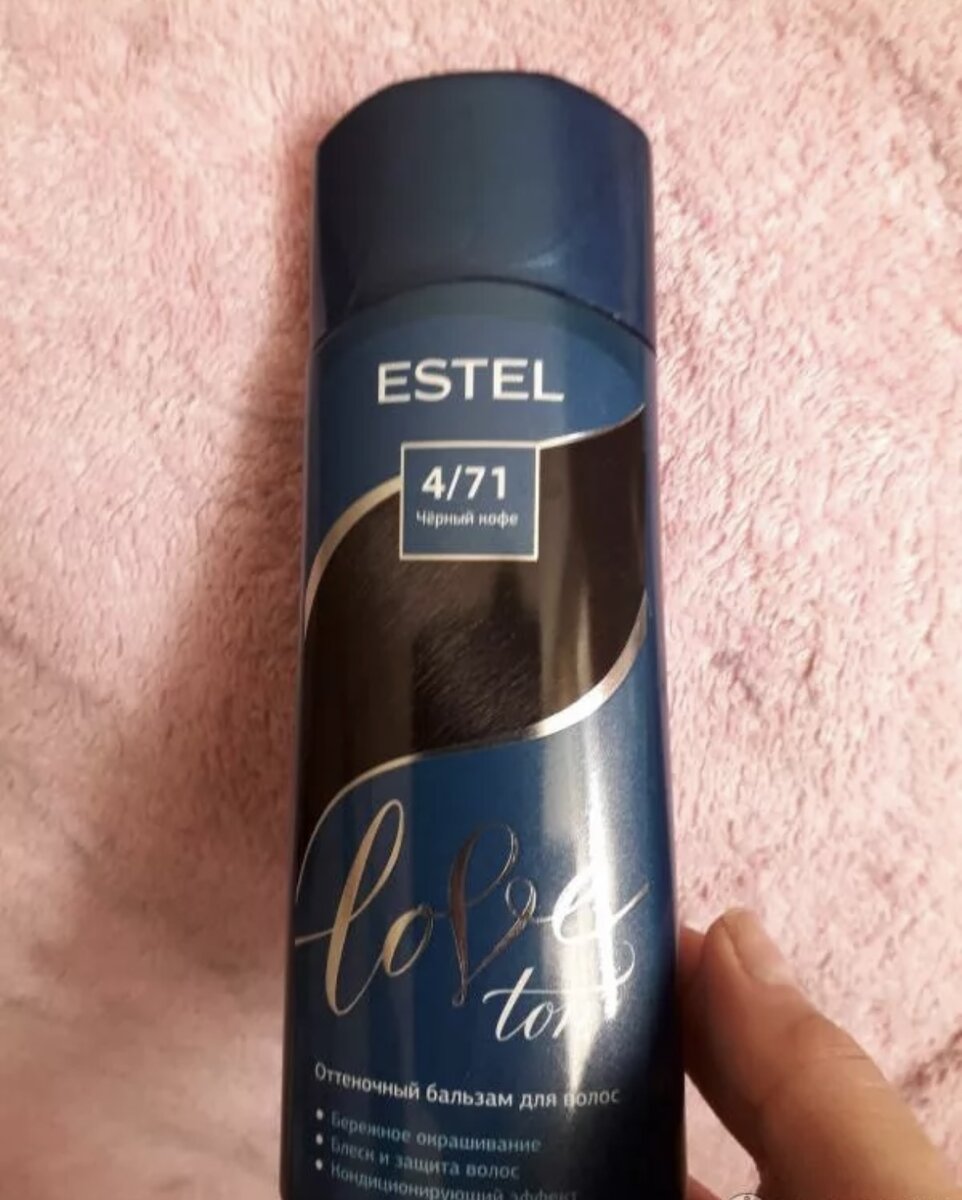 ESTEL
4/71
Чёрный кофе
love
ton
Оттеночный бальзам для волос
• Бережное окрашивание
• Блеск и защита волос
• Кондиционирующий эффект